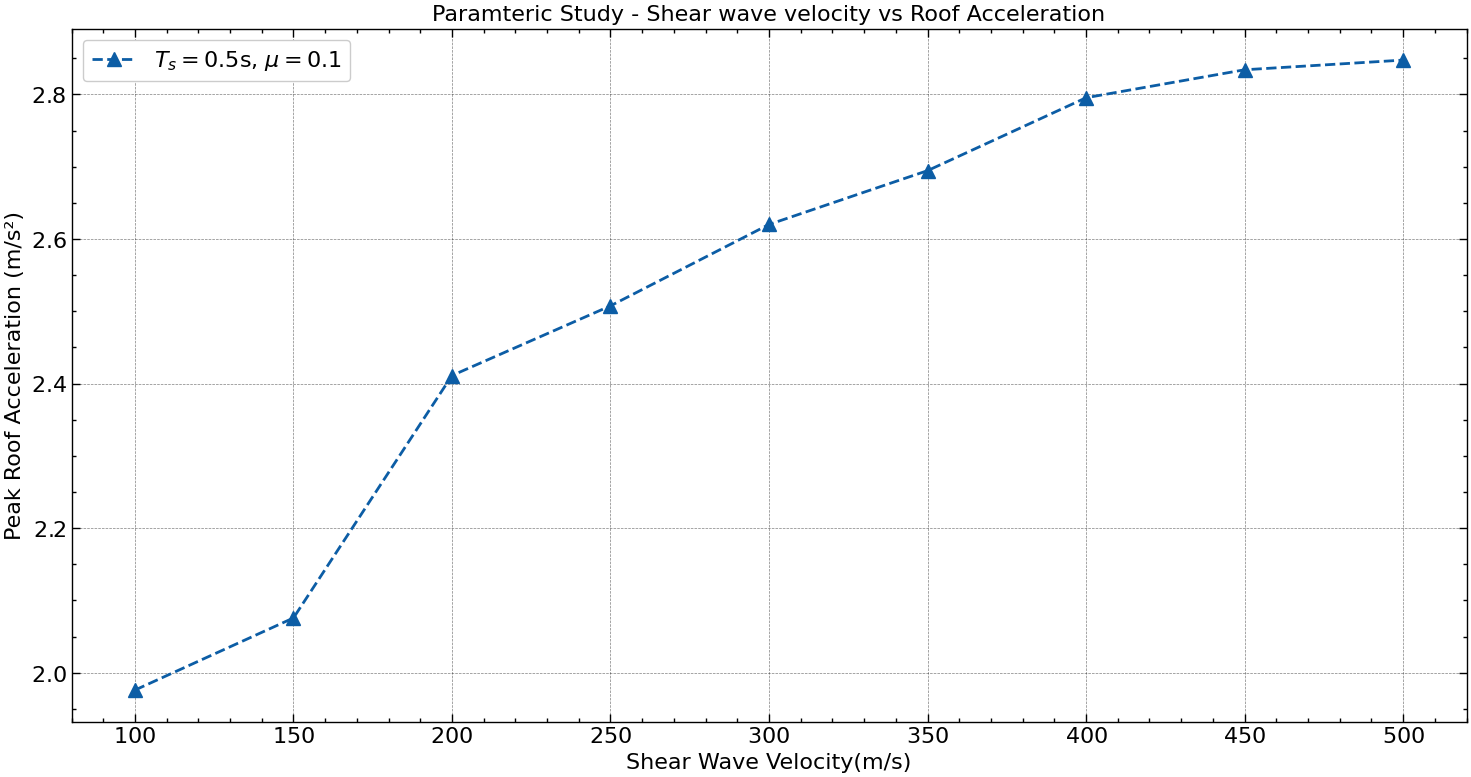 Paramteric Study - Shear wave velocity vs Roof Acceleration
Tₛ = 0.5s, μ = 0.1
Peak Roof Acceleration (m/s²)
2.8
2.6
2.4
2.2
2.0
100 150 200 250 300 350 400 450 500
Shear Wave Velocity(m/s)